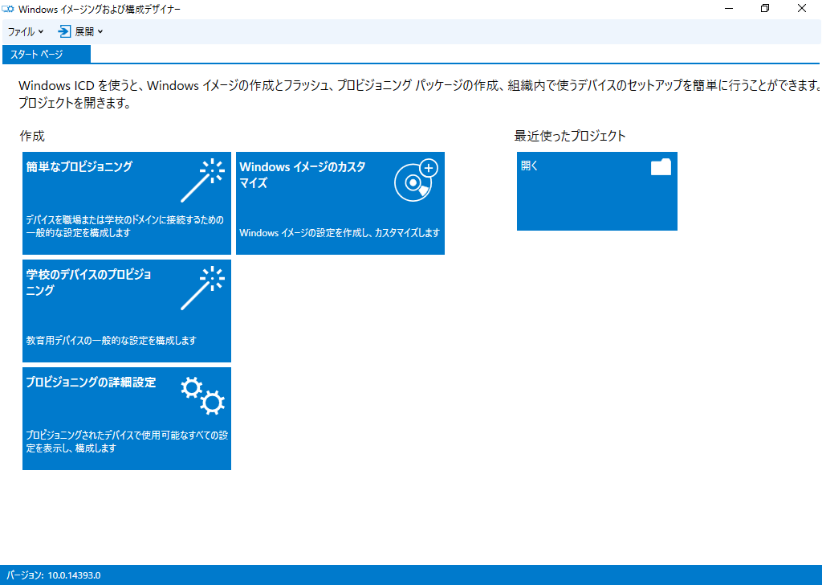 Windows イメージングおよび構成デザイナー
ファイル 展開
スタート ページ
Windows ICD を使うと、Windows イメージの作成とフラッシュ、プロビジョニング パッケージの作成、組織内で使うデバイスのセットアップを簡単に行うことができます。
プロジェクトを開きます。
作成
最近使ったプロジェクト
簡単なプロビジョニング
デバイスを職場または学校のドメインに接続するための
一般的な設定を構成します
Windows イメージのカスタ
マイズ
Windows イメージの設定を作成し、カスタマイズします
開く
学校のデバイスのプロビジョ
ニング
教育用デバイスの一般的な設定を構成します
プロビジョニングの詳細設定
プロビジョニングされたデバイスで使用可能なすべての設
定を表示し、構成します
バージョン: 10.0.14393.0